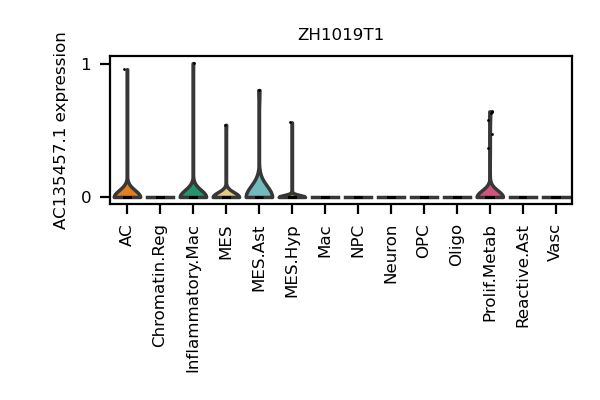 ZH1019T1
AC135457.1 expression
1
0
AC
Chromatin.Reg
Inflammatory.Mac
MES
MES.Ast
MES.Hyp
Mac
NPC
Neuron
OPC
Oligo
Prolif.Metab
Reactive.Ast
Vasc